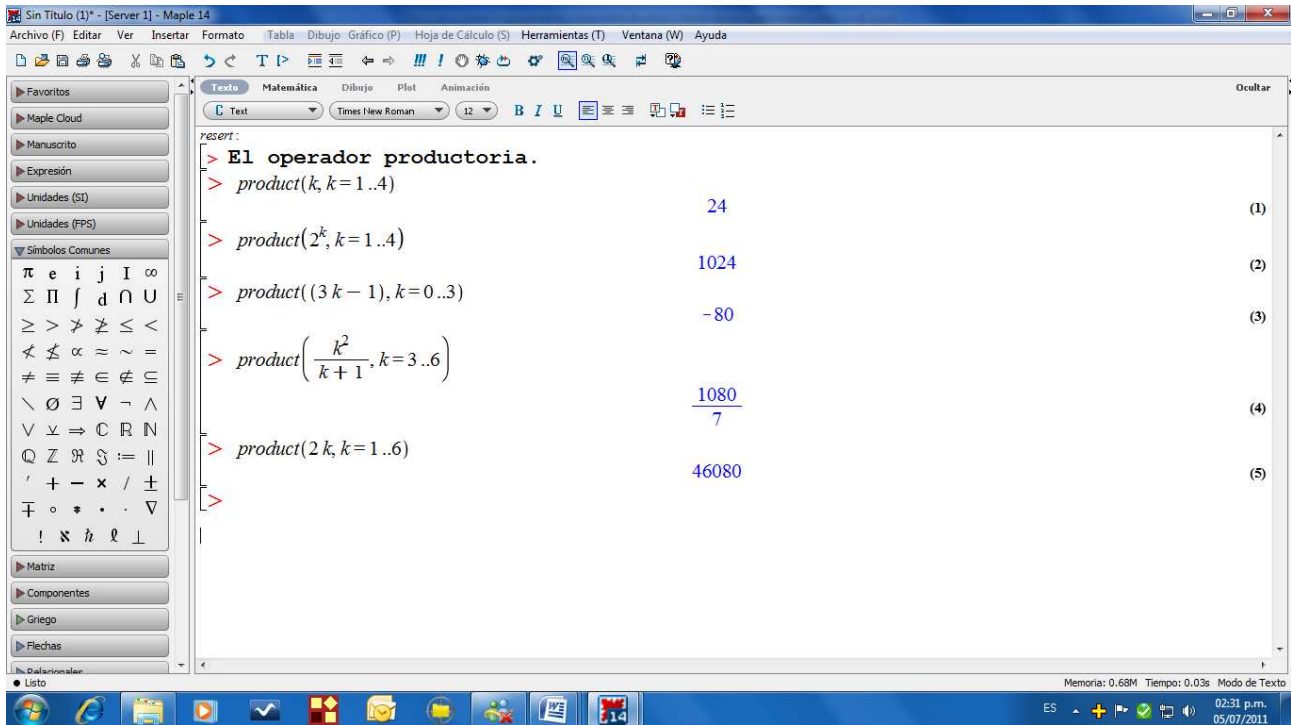 Sin Título (1)* - [Server 1] - Maple 14
Archivo (F) Editar Ver Insertar Formato Tabla Dibujo Gráfico (P) Hoja de Cálculo (S) Herramientas (T) Ventana (W) Ayuda
Texto Matemática Dibujo Plot Animación Ocultar
C Text Times New Roman 12 B I U
Favoritos
Maple Cloud
Manuscrito
Expresión
Unidades (SI)
Unidades (FPS)
Símbolos Comunes
π e i j I ∞
Σ Π ∫ d ∩ U
≥ > ≯ ≱ ≤ <
≮ ≰ ∝ ≈ ~ =
≠ ≡ ≢ ∈ ∉ ⊆
\ Ø ∃ ∀ ¬ ∧
∨ ⊻ ⇒ ℂ ℝ ℕ
ℚ ℤ ℜ ℑ := ||
′ + − × / ±
∓ ∘ * • · ∇
! ℵ ħ ℓ ⊥
Matriz
Componentes
Griego
Flechas
Relacionales
resert :
> El operador productoria.
> product(k, k = 1 ..4)
24 (1)
> product(2^k, k = 1 ..4)
1024 (2)
> product((3 k − 1), k = 0 ..3)
−80 (3)
> product(k^2/(k + 1), k = 3 ..6)
1080/7 (4)
> product(2 k, k = 1 ..6)
46080 (5)
>
Listo
Memoria: 0.68M Tiempo: 0.03s Modo de Texto
ES 02:31 p.m.
05/07/2011